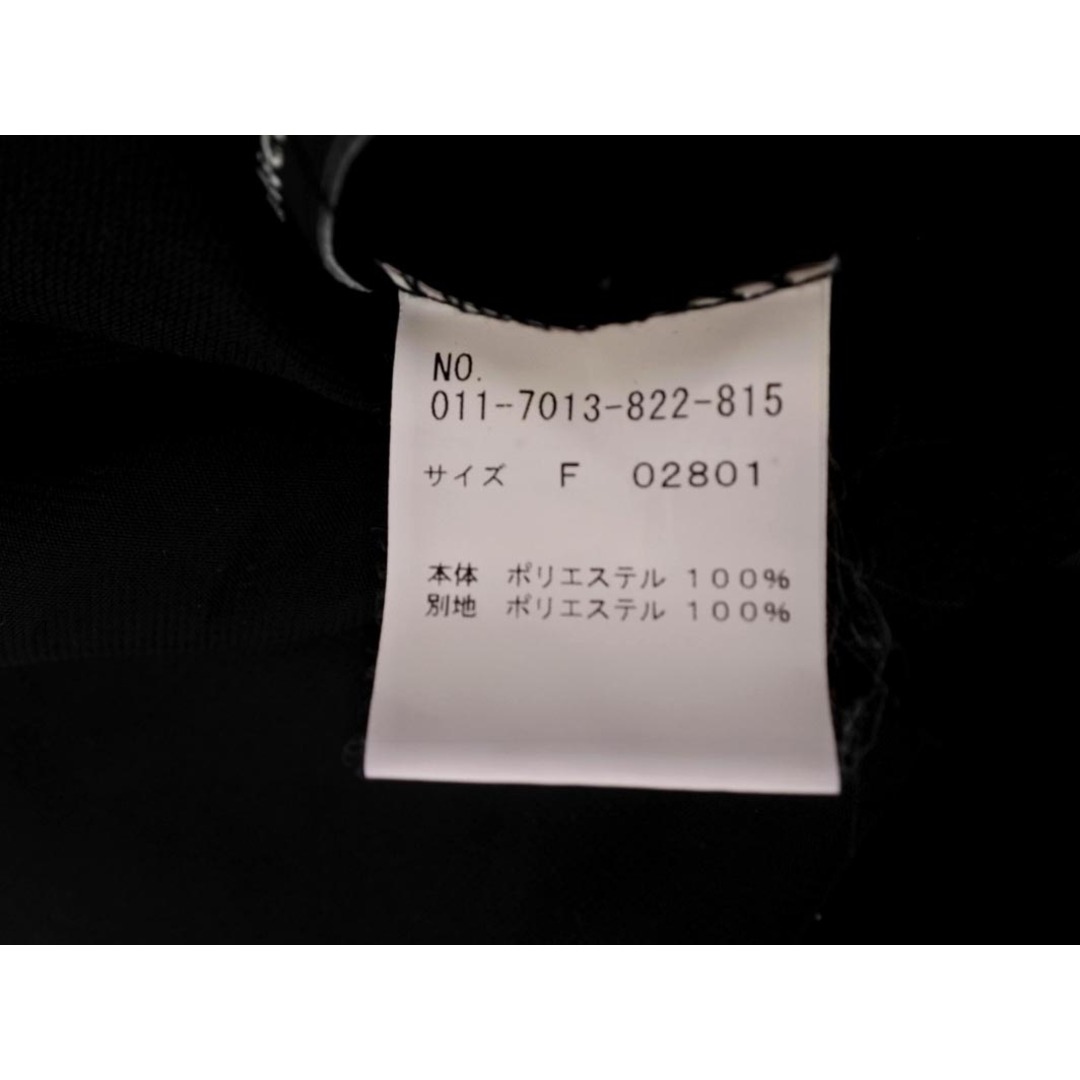 NO.
011-7013-822-815
サイズ F 02801
本体 ポリエステル 100%
別地 ポリエステル 100%